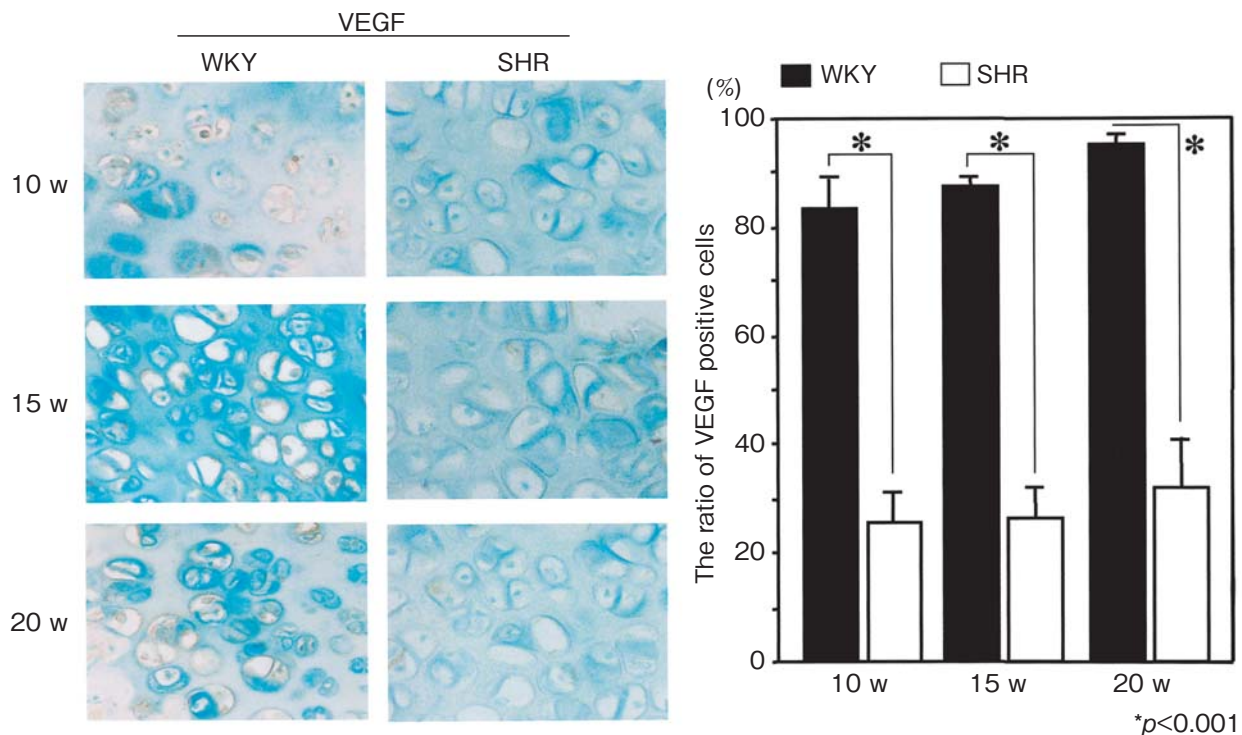 VEGF
WKY SHR
10 w
15 w
20 w
WKY SHR
(%)
The ratio of VEGF positive cells
100
80
60
40
20
0
* * *
10 w 15 w 20 w
*p<0.001